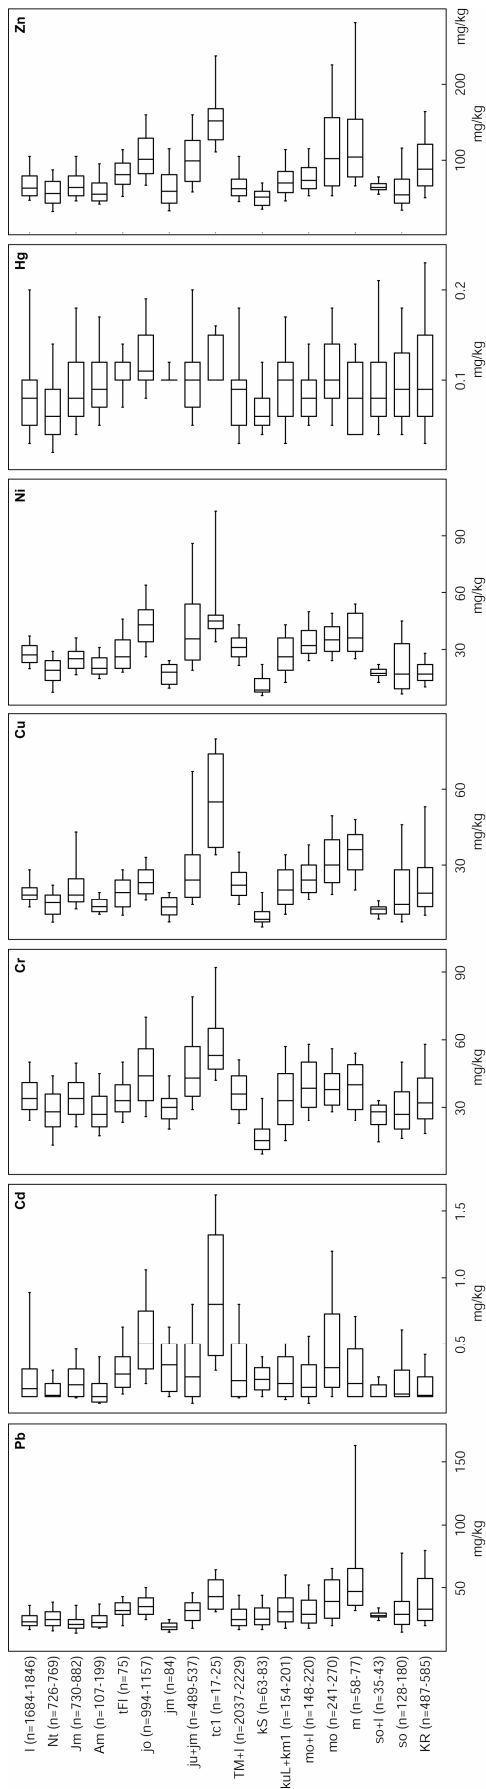 Zn
mg/kg
200
100
mg/kg
Hg
0.2
0.1
mg/kg
Ni
90
60
30
mg/kg
Cu
60
30
mg/kg
Cr
90
60
30
mg/kg
Cd
1.5
1.0
0.5
mg/kg
Pb
150
100
50
mg/kg
l (n=1684-1846)
Nt (n=726-769)
Jm (n=730-882)
Am (n=107-199)
tFl (n=75)
jo (n=994-1157)
jm (n=84)
ju+jm (n=489-537)
tc1 (n=17-25)
TM+l (n=2037-2229)
kS (n=63-83)
kuL+km1 (n=154-201)
mo+l (n=148-220)
mo (n=241-270)
m (n=58-77)
so+l (n=35-43)
so (n=128-180)
KR (n=487-585)